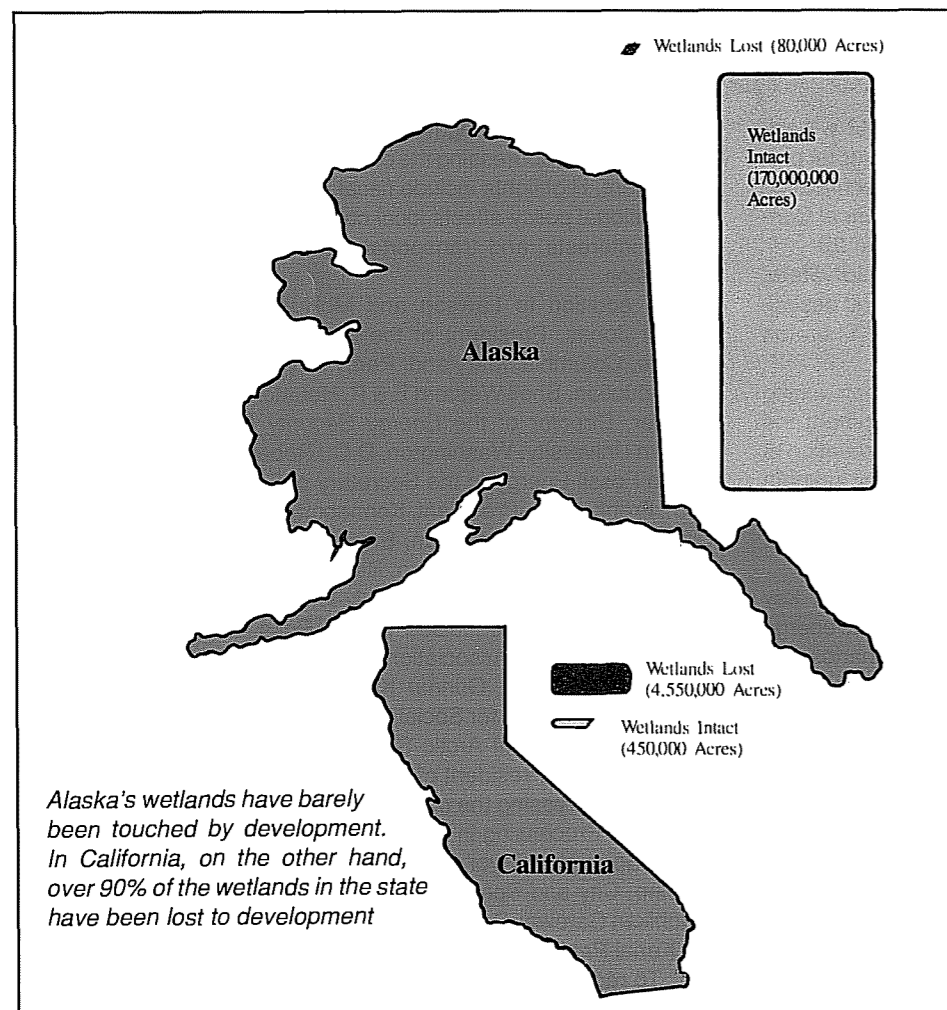 Wetlands Lost (80,000 Acres)
Wetlands
Intact
(170,000,000
Acres)
Alaska
Wetlands Lost
(4,550,000 Acres)
Wetlands Intact
(450,000 Acres)
Alaska's wetlands have barely
been touched by development.
In California, on the other hand,
over 90% of the wetlands in the state
have been lost to development
California